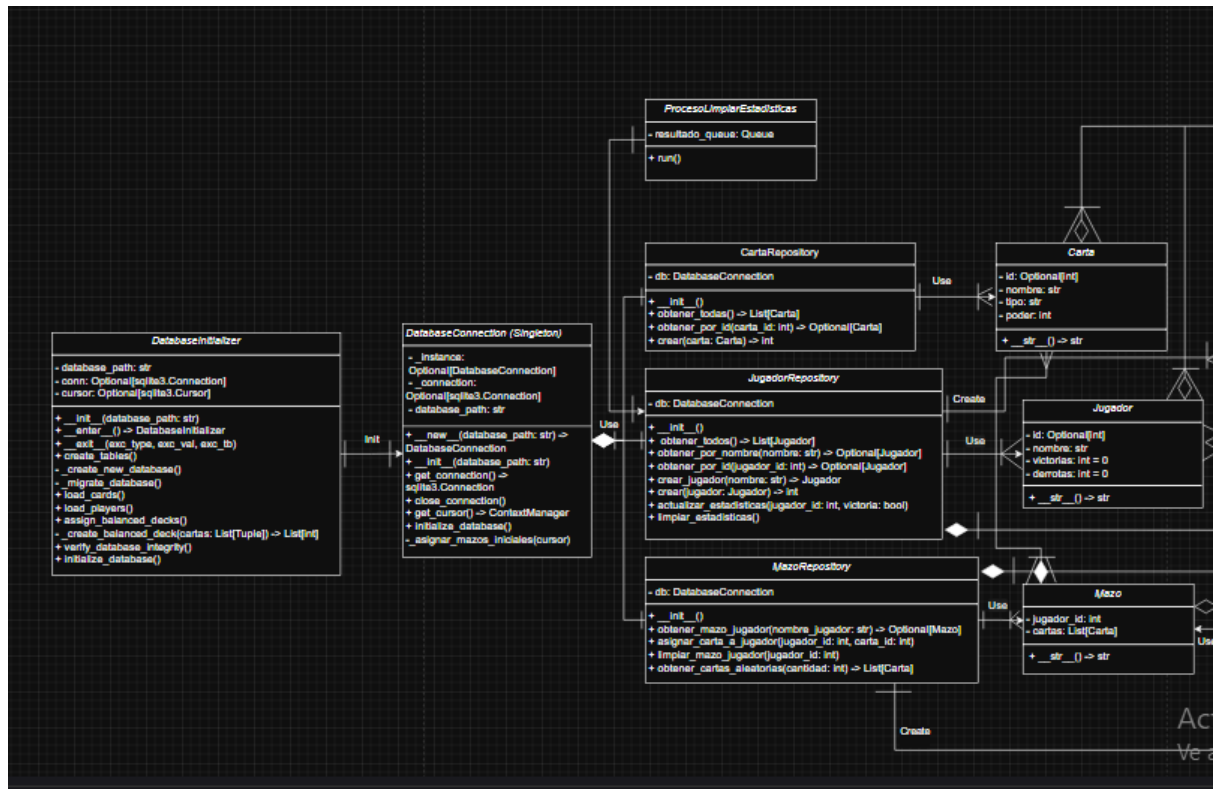 ProcesoLimpiarEstadisticas
- resultado_queue: Queue
+ run()
CartaRepository
- db: DatabaseConnection
+ __init__()
+ obtener_todas() -> List[Carta]
+ obtener_por_id(carta_id: int) -> Optional[Carta]
+ crear(carta: Carta) -> int
Use
Carta
- id: Optional[int]
- nombre: str
- tipo: str
- poder: int
+ __str__() -> str
DatabaseInitializer
- database_path: str
- conn: Optional[sqlite3.Connection]
- cursor: Optional[sqlite3.Cursor]
+ __init__(database_path: str)
+ __enter__() -> DatabaseInitializer
+ __exit__(exc_type, exc_val, exc_tb)
+ create_tables()
- _create_new_database()
- _migrate_database()
+ load_cards()
+ load_players()
+ assign_balanced_decks()
- _create_balanced_deck(cartas: List[Tuple]) -> List[int]
+ verify_database_integrity()
+ initialize_database()
Init
DatabaseConnection (Singleton)
- _instance:
Optional[DatabaseConnection]
- _connection:
Optional[sqlite3.Connection]
- database_path: str
+ __new__(database_path: str) ->
DatabaseConnection
+ __init__(database_path: str)
+ get_connection() ->
sqlite3.Connection
+ close_connection()
+ get_cursor() -> ContextManager
+ initialize_database()
- _asignar_mazos_iniciales(cursor)
Use
JugadorRepository
- db: DatabaseConnection
+ __init__()
+ obtener_todos() -> List[Jugador]
+ obtener_por_nombre(nombre: str) -> Optional[Jugador]
+ obtener_por_id(jugador_id: int) -> Optional[Jugador]
+ crear_jugador(nombre: str) -> Jugador
+ crear(jugador: Jugador) -> int
+ actualizar_estadisticas(jugador_id: int, victoria: bool)
+ limpiar_estadisticas()
Create
Use
Jugador
- id: Optional[int]
- nombre: str
- victorias: int = 0
- derrotas: int = 0
+ __str__() -> str
MazoRepository
- db: DatabaseConnection
+ __init__()
+ obtener_mazo_jugador(nombre_jugador: str) -> Optional[Mazo]
+ asignar_carta_a_jugador(jugador_id: int, carta_id: int)
+ limpiar_mazo_jugador(jugador_id: int)
+ obtener_cartas_aleatorias(cantidad: int) -> List[Carta]
Use
Mazo
- jugador_id: int
- cartas: List[Carta]
+ __str__() -> str
Use
Create
Ve a